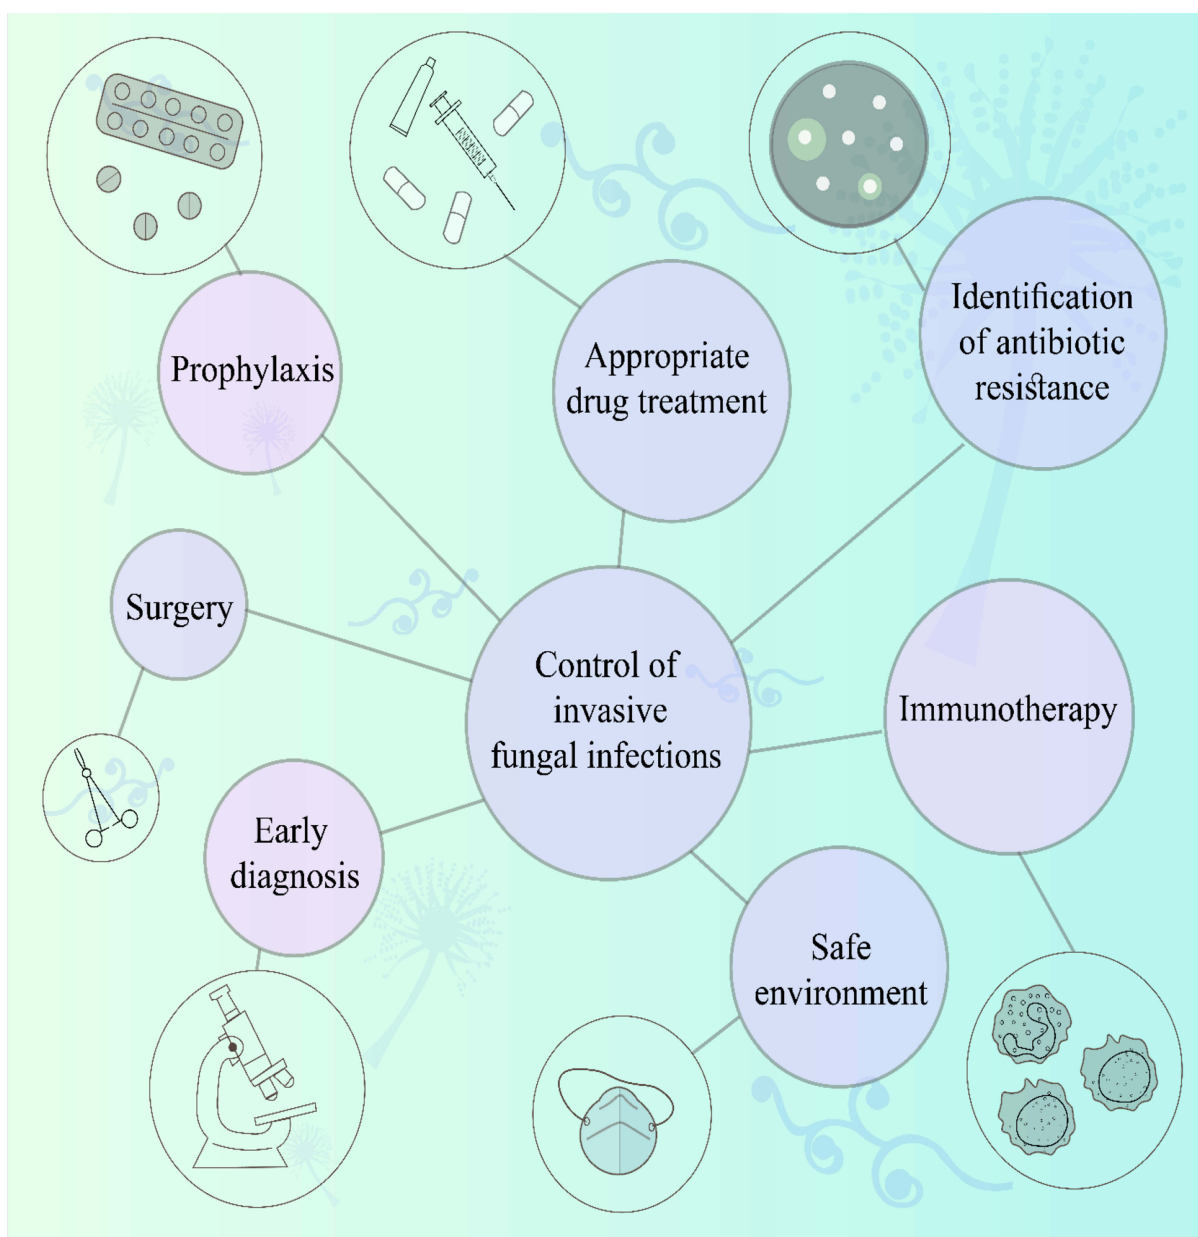 Prophylaxis
Appropriate
drug treatment
Identification
of antibiotic
resistance
Surgery
Control of
invasive
fungal infections
Immunotherapy
Early
diagnosis
Safe
environment